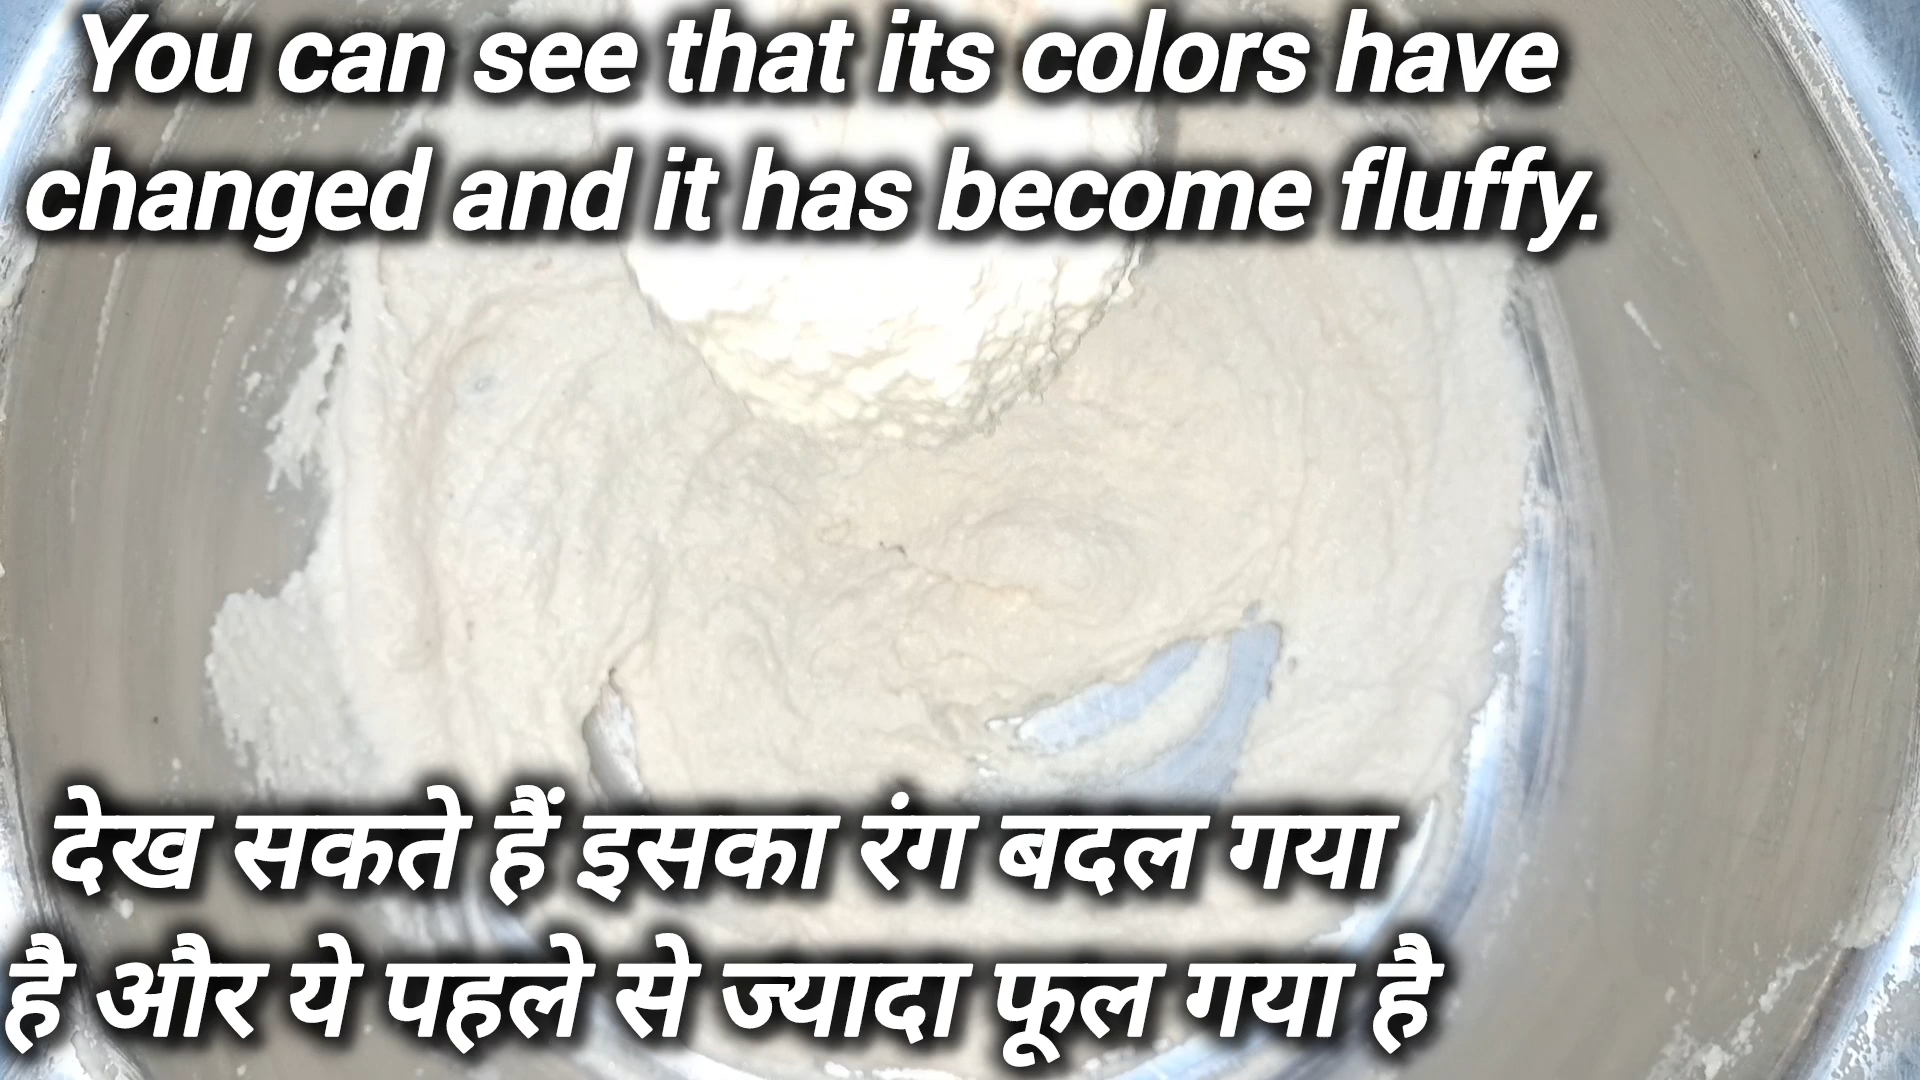 You can see that its colors have
changed and it has become fluffy.
देख सकते हैं इसका रंग बदल गया
है और ये पहले से ज्यादा फूल गया है